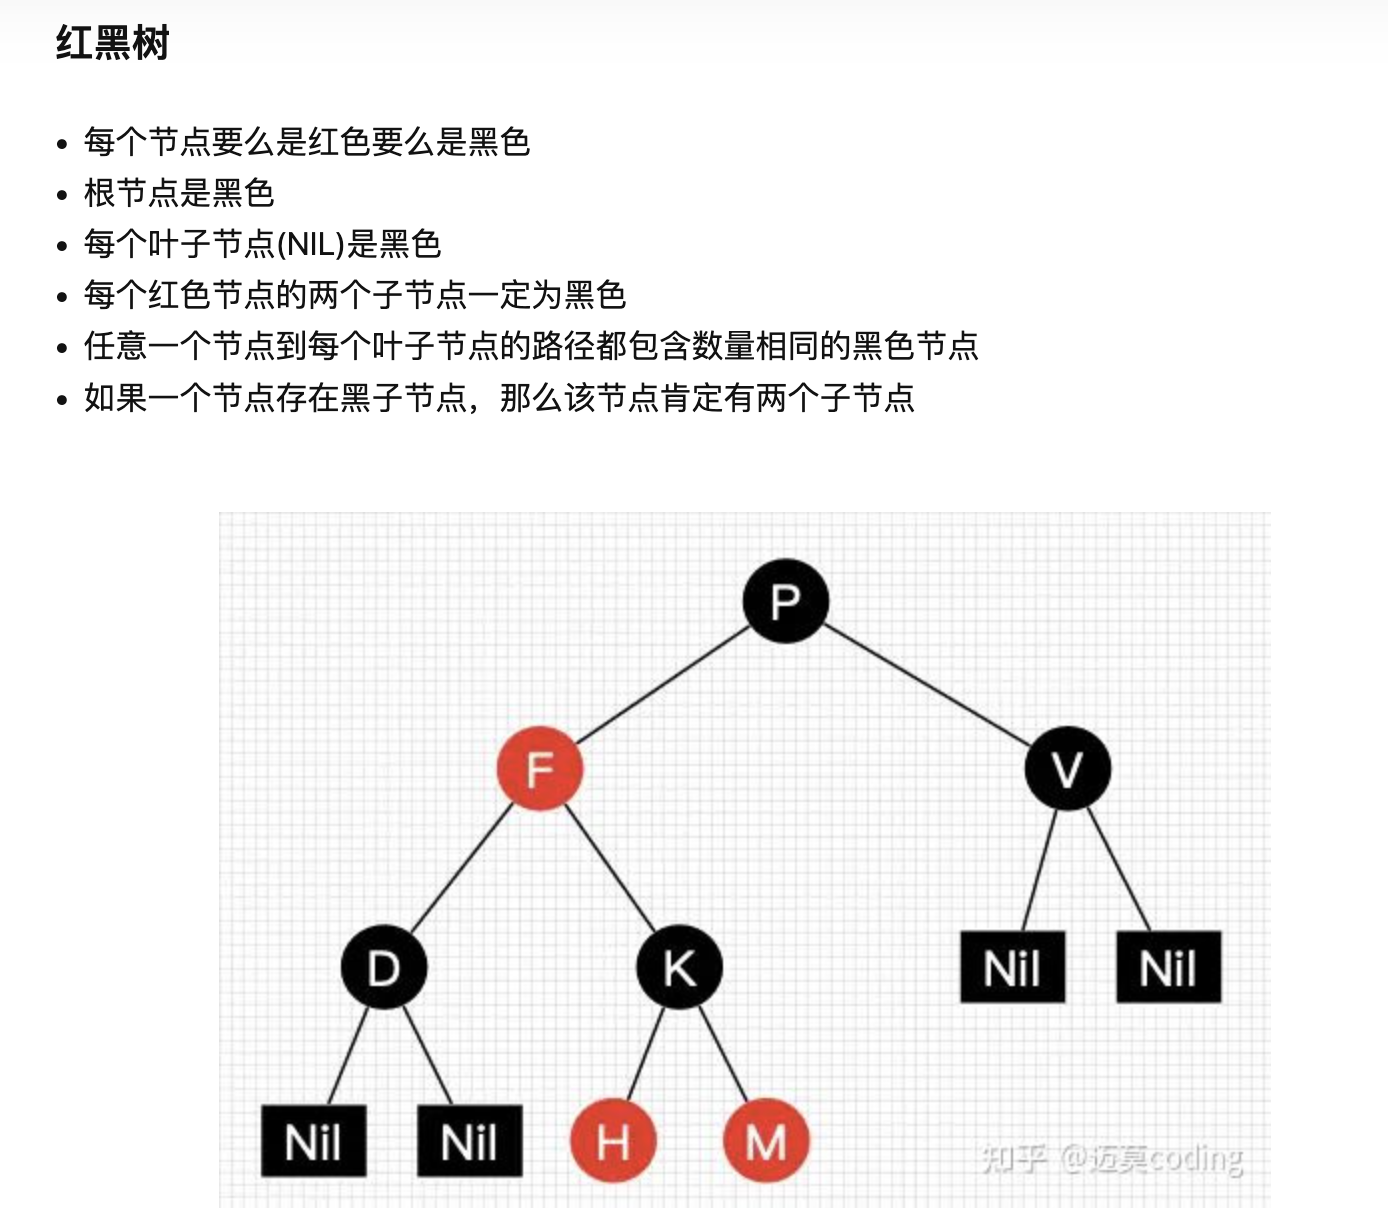 红黑树
每个节点要么是红色要么是黑色
根节点是黑色
每个叶子节点(NIL)是黑色
每个红色节点的两个子节点一定为黑色
任意一个节点到每个叶子节点的路径都包含数量相同的黑色节点
如果一个节点存在黑子节点，那么该节点肯定有两个子节点
P
F
V
D
K
Nil
Nil
Nil
Nil
H
M
知乎 @迈莫coding